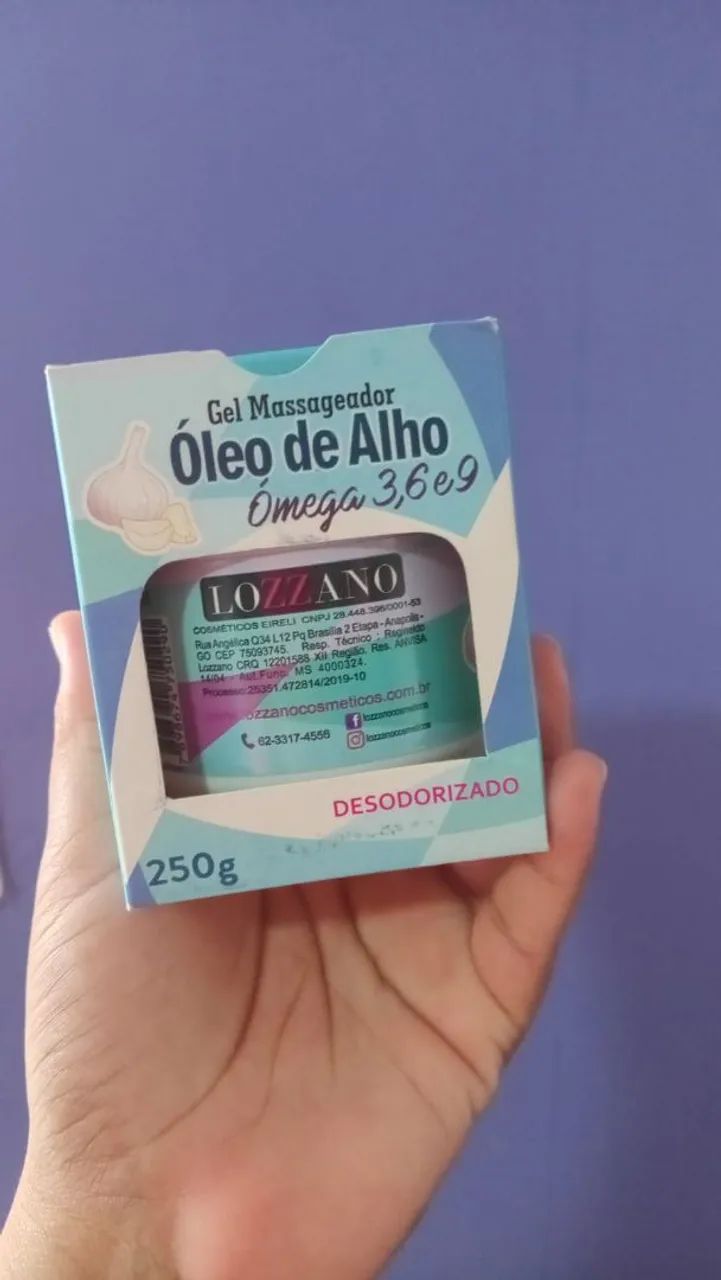 Gel Massageador
Óleo de Alho
Ómega 3,6 e 9
LOZZANO
COSMÉTICOS EIRELI CNPJ 28.448.396/0001-53
Rua Angélica Q34 L12 Pq Brasília 2 Etapa - Anapolis -
GO CEP 75093745. Resp. Técnico : Reginaldo
Lozzano CRQ 12201588 XII Região. Res. ANVISA
14/04 - Aut.Func. MS 4000324.
Processo:25351.472814/2019-10
lozzanocosmeticos.com.br
62-3317-4556
f lozzanocosmeticos
lozzanocosmeticos
DESODORIZADO
250g